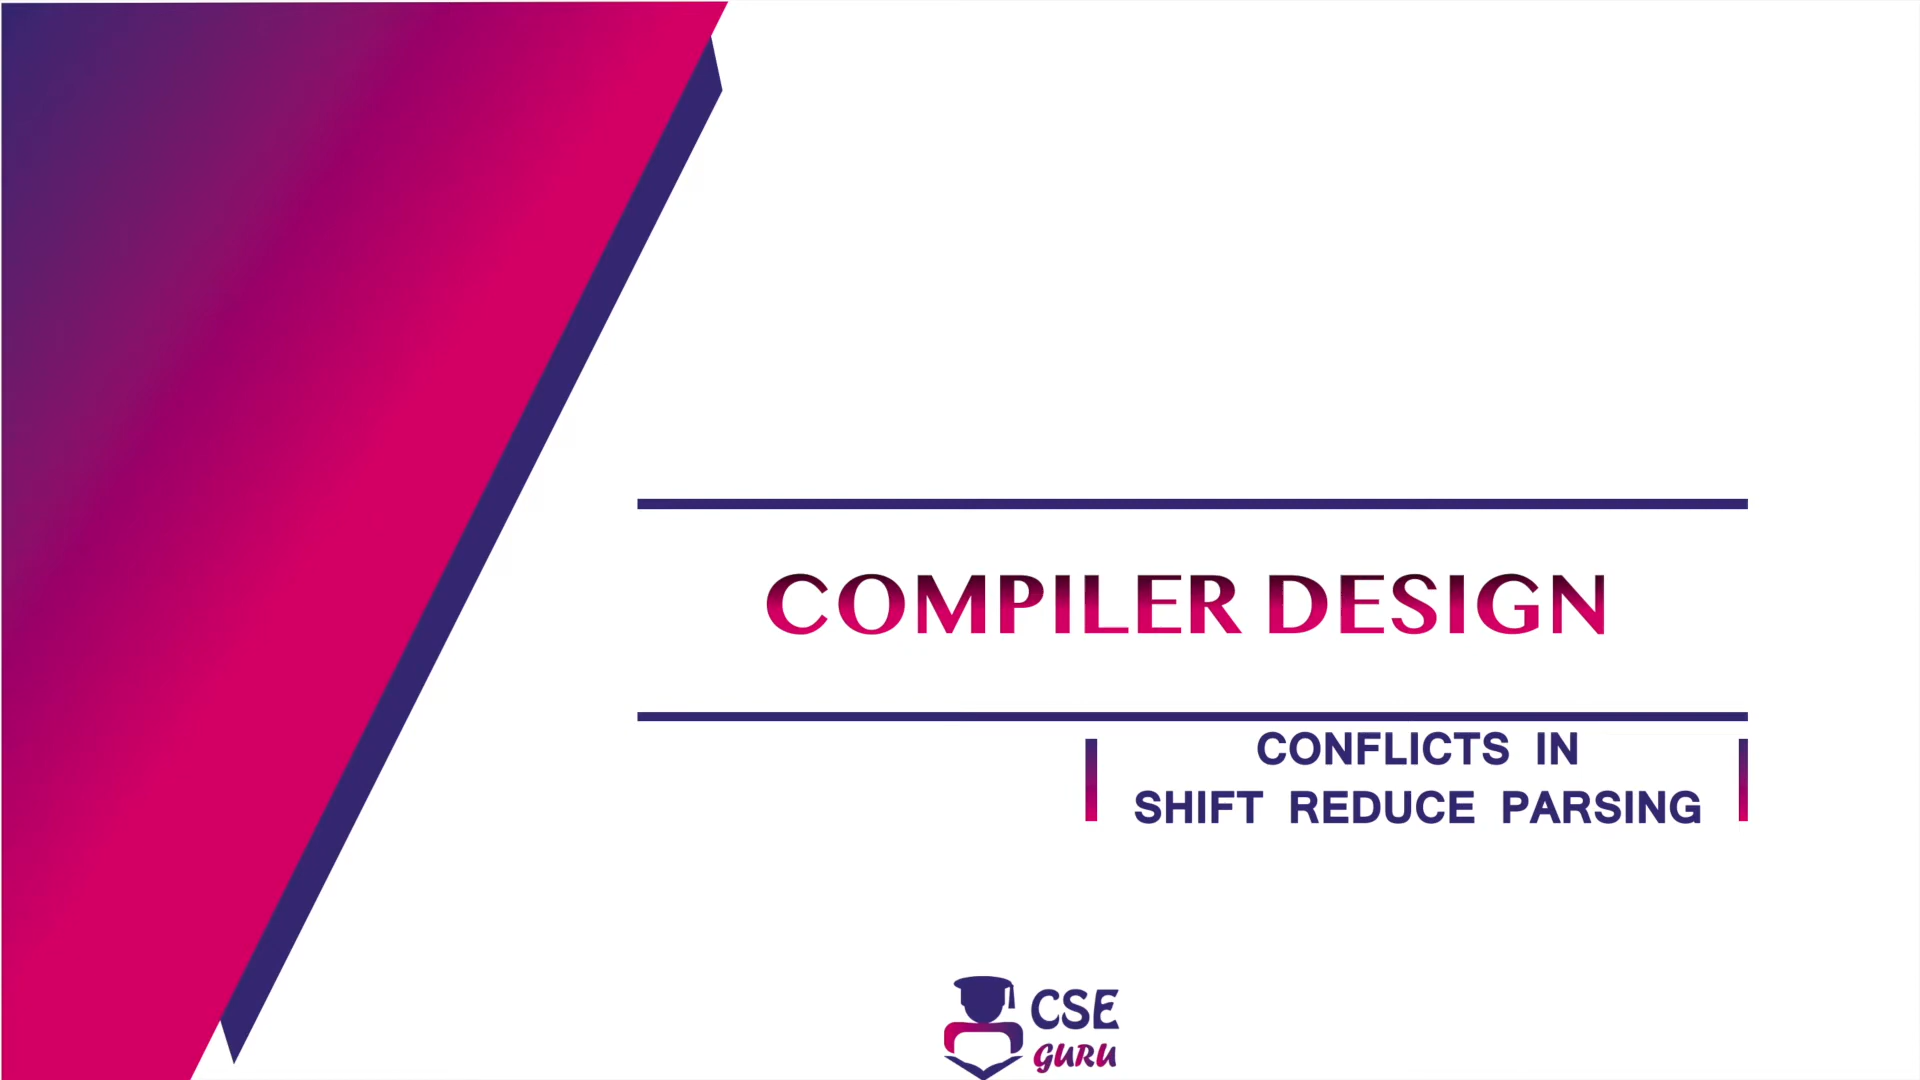 COMPILER DESIGN
CONFLICTS IN
SHIFT REDUCE PARSING
CSE
GURU